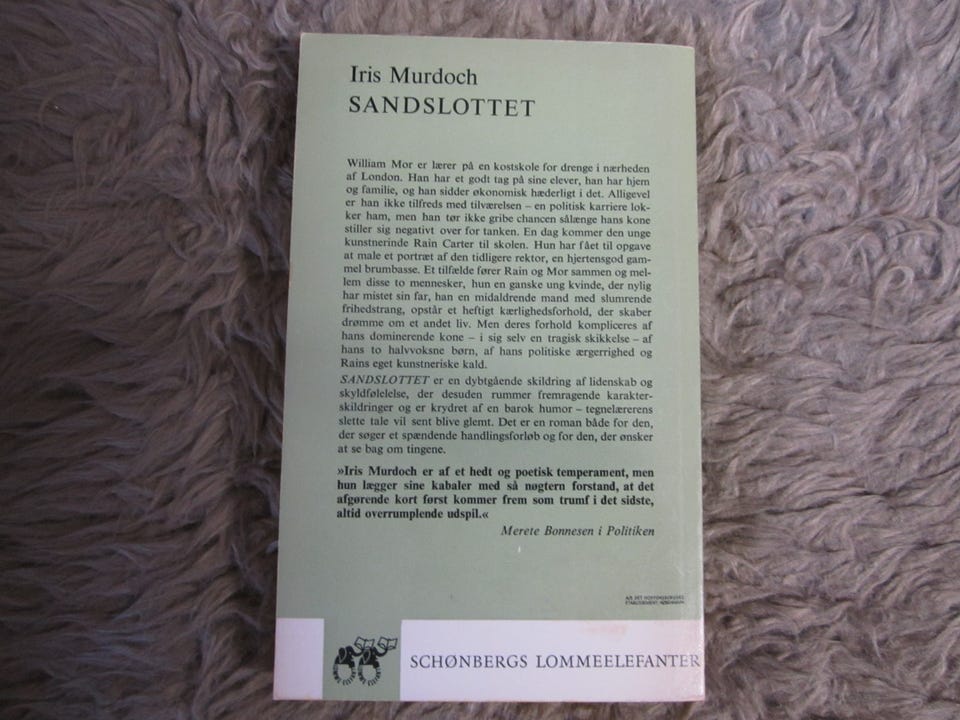 Iris Murdoch
SANDSLOTTET
William Mor er lærer på en kostskole for drenge i nærheden
af London. Han har et godt tag på sine elever, han har hjem
og familie, og han sidder økonomisk hæderligt i det. Alligevel
er han ikke tilfreds med tilværelsen – en politisk karriere lok-
ker ham, men han tør ikke gribe chancen sålænge hans kone
stiller sig negativt over for tanken. En dag kommer den unge
kunstnerinde Rain Carter til skolen. Hun har fået til opgave
at male et portræt af den tidligere rektor, en hjertensgod gam-
mel brumbasse. Et tilfælde fører Rain og Mor sammen og mel-
lem disse to mennesker, hun en ganske ung kvinde, der nylig
har mistet sin far, han en midaldrende mand med slumrende
frihedstrang, opstår et heftigt kærlighedsforhold, der skaber
drømme om et andet liv. Men deres forhold kompliceres af
hans dominerende kone – i sig selv en tragisk skikkelse – af
hans to halvvoksne børn, af hans politiske ærgerrighed og
Rains eget kunstneriske kald.
SANDSLOTTET er en dybtgående skildring af lidenskab og
skyldfølelelse, der desuden rummer fremragende karakter-
skildringer og er krydret af en barok humor – tegnelærerens
slette tale vil sent blive glemt. Det er en roman både for den,
der søger et spændende handlingsforløb og for den, der ønsker
at se bag om tingene.
»Iris Murdoch er af et hedt og poetisk temperament, men
hun lægger sine kabaler med så nøgtern forstand, at det
afgørende kort først kommer frem som trumf i det sidste,
altid overrumplende udspil.«
Merete Bonnesen i Politiken
SCHØNBERGS LOMMEELEFANTER